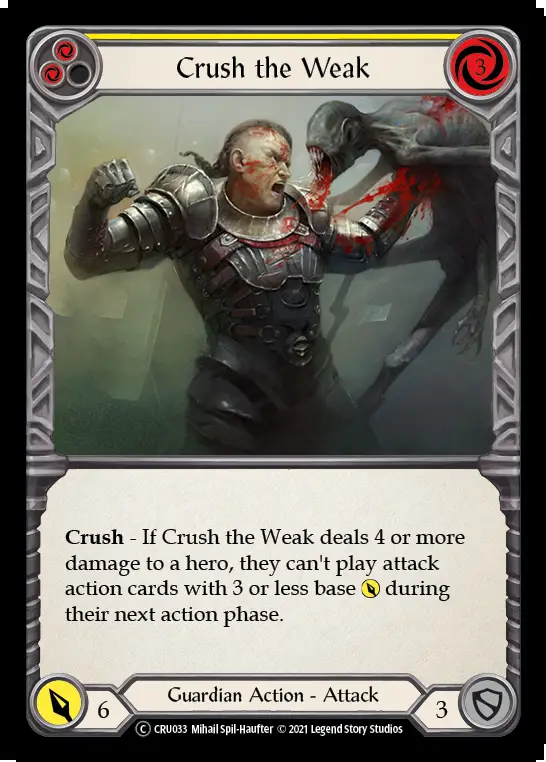 Crush the Weak
3
Crush - If Crush the Weak deals 4 or more
damage to a hero, they can't play attack
action cards with 3 or less base during
their next action phase.
6
Guardian Action - Attack
3
C CRU033 Mihail Spil-Haufter © 2021 Legend Story Studios